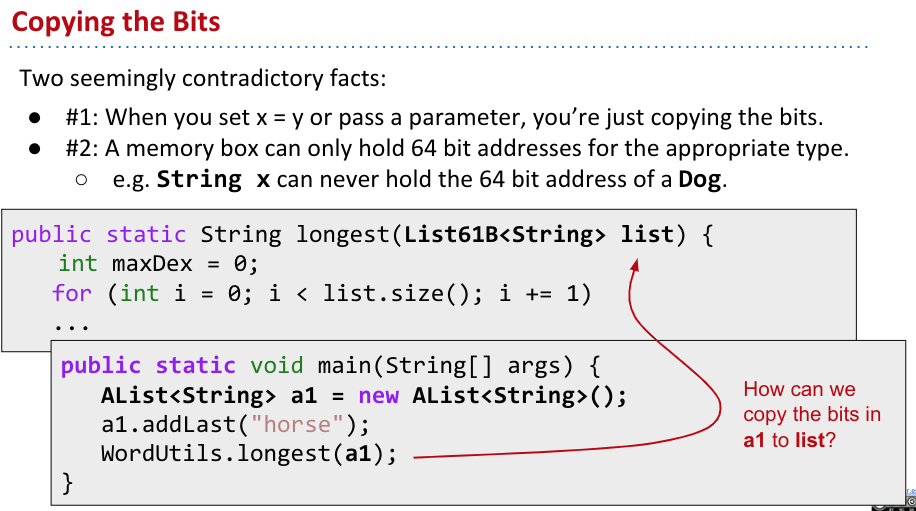 Copying the Bits
Two seemingly contradictory facts:
● #1: When you set x = y or pass a parameter, you're just copying the bits.
● #2: A memory box can only hold 64 bit addresses for the appropriate type.
○ e.g. String x can never hold the 64 bit address of a Dog.
public static String longest(List61B<String> list) {
int maxDex = 0;
for (int i = 0; i < list.size(); i += 1)
...
public static void main(String[] args) {
AList<String> a1 = new AList<String>();
a1.addLast("horse");
WordUtils.longest(a1);
}
How can we
copy the bits in
a1 to list?